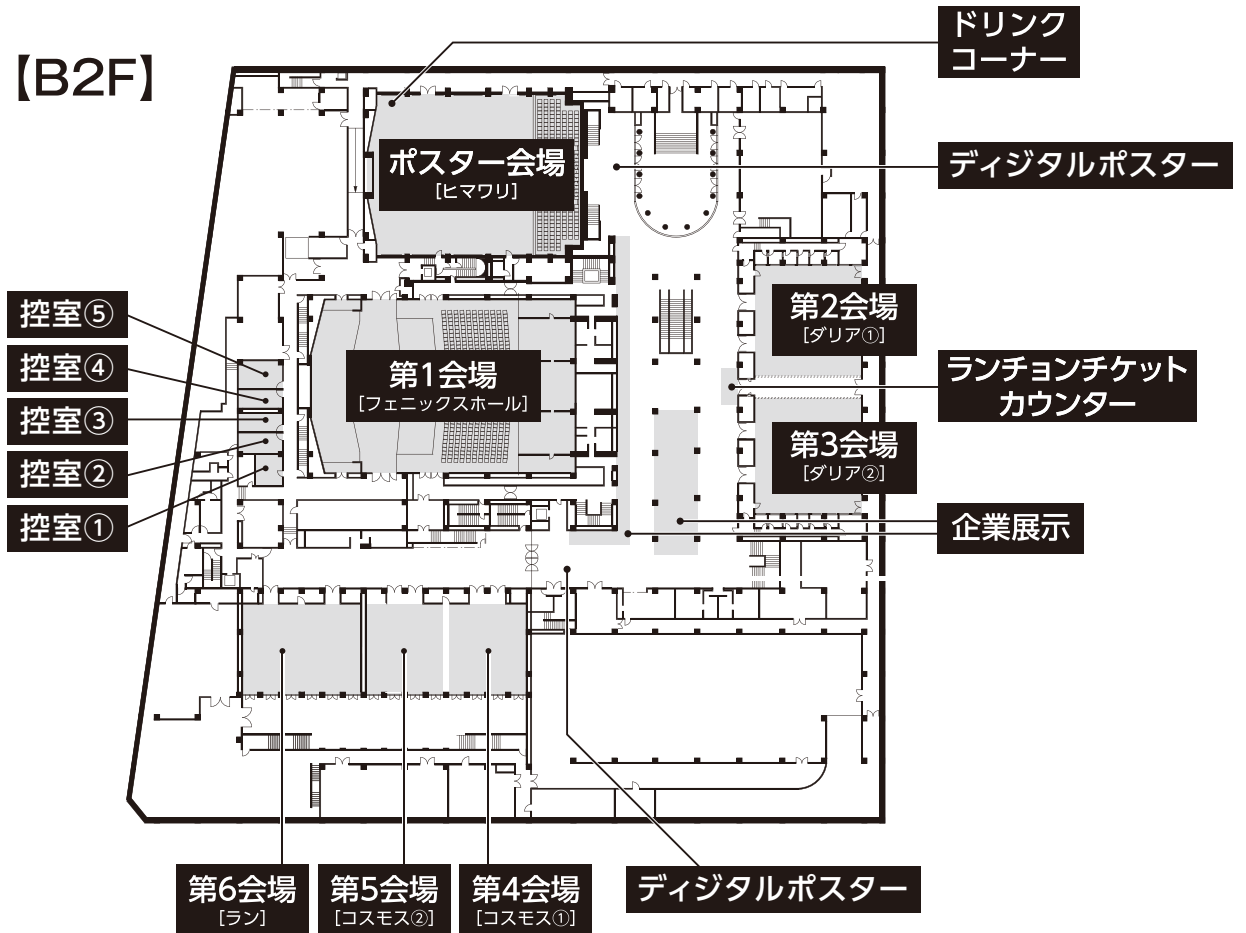 【B2F】
ドリンク
コーナー
ポスター会場
[ヒマワリ]
ディジタルポスター
控室⑤
控室④
控室③
控室②
控室①
第1会場
[フェニックスホール]
第2会場
[ダリア①]
ランチョンチケット
カウンター
第3会場
[ダリア②]
企業展示
第6会場
[ラン]
第5会場
[コスモス②]
第4会場
[コスモス①]
ディジタルポスター